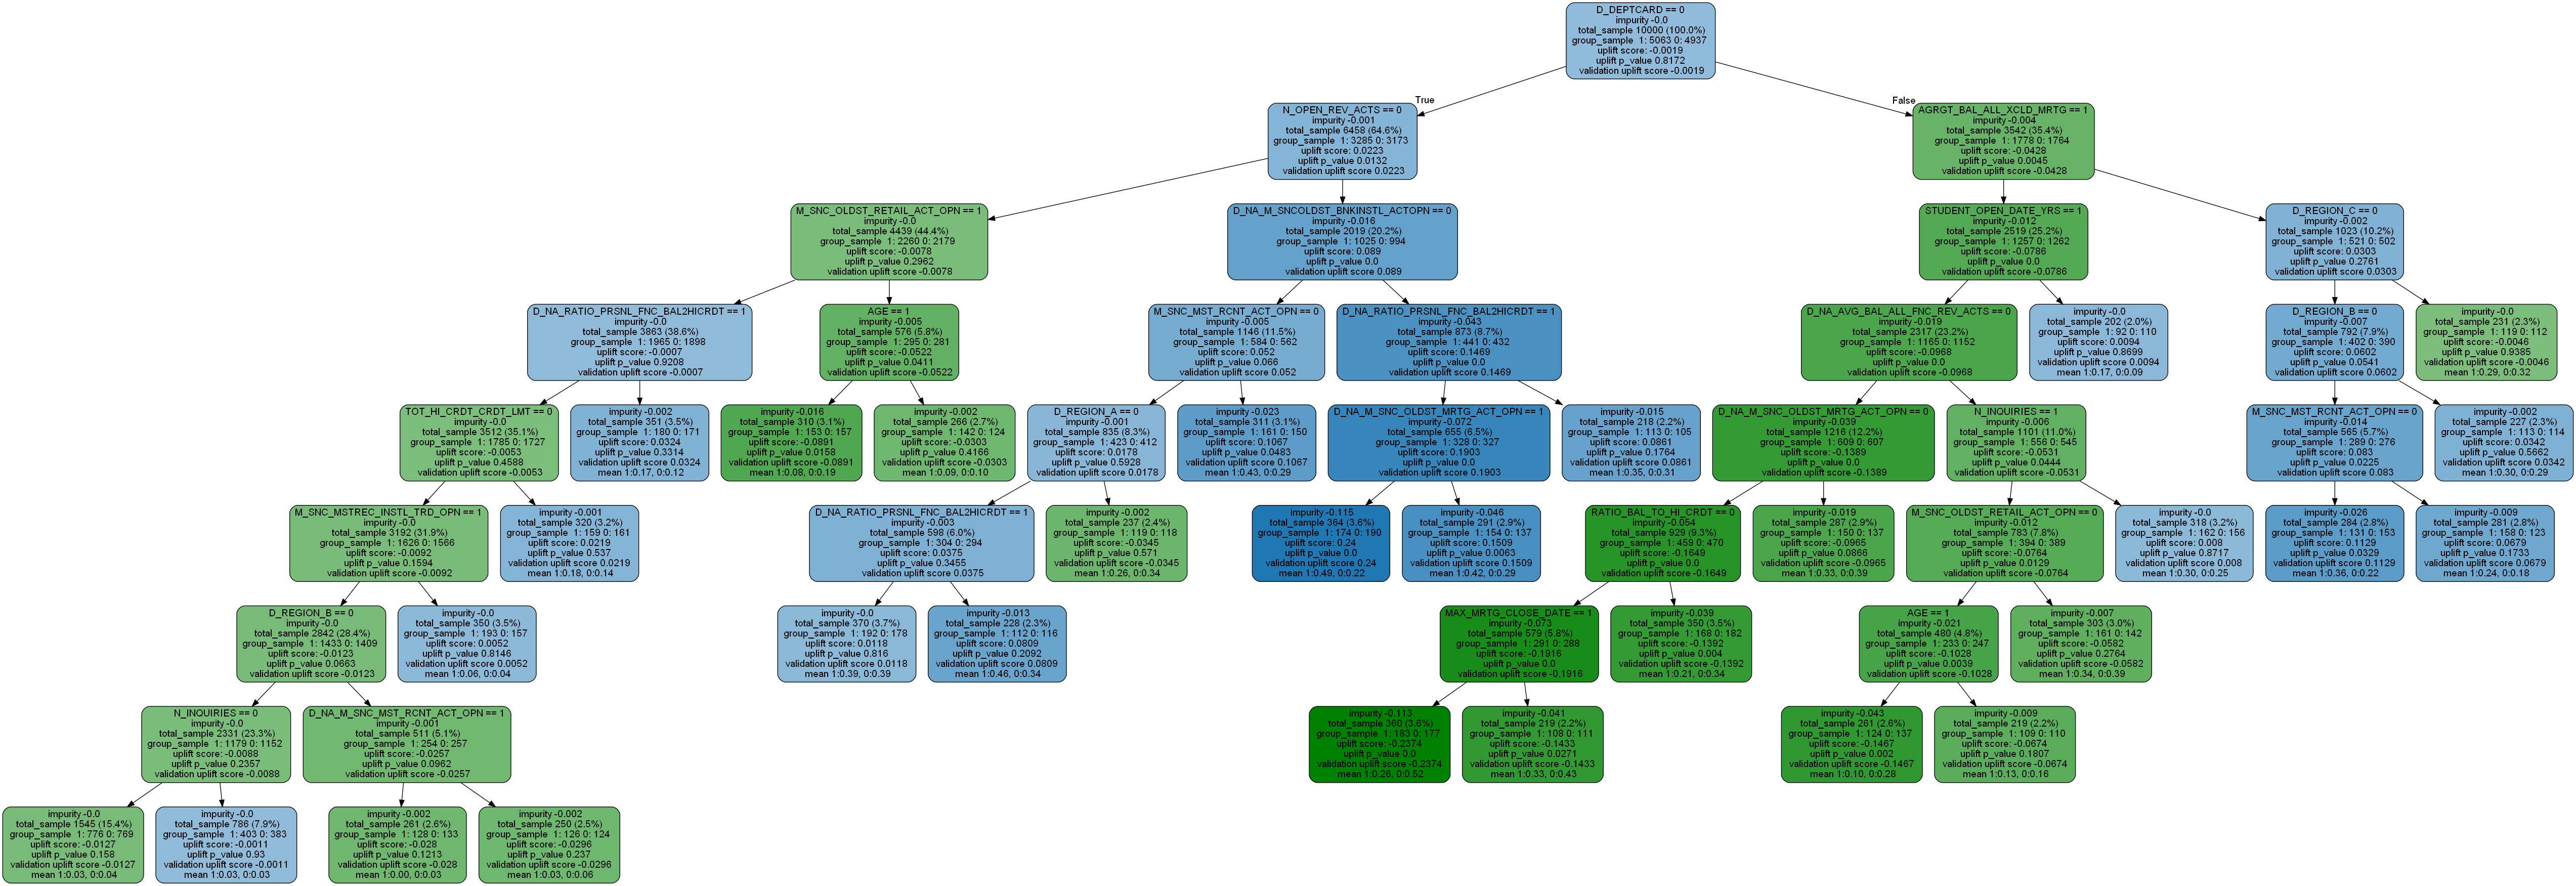 D_DEPTCARD == 0
impurity -0.0
total_sample 10000 (100.0%)
group_sample 1: 5063 0: 4937
uplift score: -0.0019
uplift p_value 0.8172
validation uplift score -0.0019
True
False
N_OPEN_REV_ACTS == 0
impurity -0.001
total_sample 6458 (64.6%)
group_sample 1: 3285 0: 3173
uplift score: 0.0223
uplift p_value 0.0132
validation uplift score 0.0223
AGRGT_BAL_ALL_XCLD_MRTG == 1
impurity -0.004
total_sample 3542 (35.4%)
group_sample 1: 1778 0: 1764
uplift score: -0.0428
uplift p_value 0.0045
validation uplift score -0.0428
M_SNC_OLDST_RETAIL_ACT_OPN == 1
impurity -0.0
total_sample 4439 (44.4%)
group_sample 1: 2260 0: 2179
uplift score: -0.0078
uplift p_value 0.2962
validation uplift score -0.0078
D_NA_M_SNCOLDST_BNKINSTL_ACTOPN == 0
impurity -0.016
total_sample 2019 (20.2%)
group_sample 1: 1025 0: 994
uplift score: 0.089
uplift p_value 0.0
validation uplift score 0.089
STUDENT_OPEN_DATE_YRS == 1
impurity -0.012
total_sample 2519 (25.2%)
group_sample 1: 1257 0: 1262
uplift score: -0.0786
uplift p_value 0.0
validation uplift score -0.0786
D_REGION_C == 0
impurity -0.002
total_sample 1023 (10.2%)
group_sample 1: 521 0: 502
uplift score: 0.0303
uplift p_value 0.2761
validation uplift score 0.0303
D_NA_RATIO_PRSNL_FNC_BAL2HICRDT == 1
impurity -0.0
total_sample 3863 (38.6%)
group_sample 1: 1965 0: 1898
uplift score: -0.0007
uplift p_value 0.9208
validation uplift score -0.0007
AGE == 1
impurity -0.005
total_sample 576 (5.8%)
group_sample 1: 295 0: 281
uplift score: -0.0522
uplift p_value 0.0411
validation uplift score -0.0522
M_SNC_MST_RCNT_ACT_OPN == 0
impurity -0.005
total_sample 1146 (11.5%)
group_sample 1: 584 0: 562
uplift score: 0.052
uplift p_value 0.066
validation uplift score 0.052
D_NA_RATIO_PRSNL_FNC_BAL2HICRDT == 1
impurity -0.043
total_sample 873 (8.7%)
group_sample 1: 441 0: 432
uplift score: 0.1469
uplift p_value 0.0
validation uplift score 0.1469
D_NA_AVG_BAL_ALL_FNC_REV_ACTS == 0
impurity -0.019
total_sample 2317 (23.2%)
group_sample 1: 1165 0: 1152
uplift score: -0.0968
uplift p_value 0.0
validation uplift score -0.0968
impurity -0.0
total_sample 202 (2.0%)
group_sample 1: 92 0: 110
uplift score: 0.0094
uplift p_value 0.8699
validation uplift score 0.0094
mean 1:0.17, 0:0.09
D_REGION_B == 0
impurity -0.007
total_sample 792 (7.9%)
group_sample 1: 402 0: 390
uplift score: 0.0602
uplift p_value 0.0541
validation uplift score 0.0602
impurity -0.0
total_sample 231 (2.3%)
group_sample 1: 119 0: 112
uplift score: -0.0046
uplift p_value 0.9385
validation uplift score -0.0046
mean 1:0.29, 0:0.32
TOT_HI_CRDT_CRDT_LMT == 0
impurity -0.0
total_sample 3512 (35.1%)
group_sample 1: 1785 0: 1727
uplift score: -0.0053
uplift p_value 0.4588
validation uplift score -0.0053
impurity -0.002
total_sample 351 (3.5%)
group_sample 1: 180 0: 171
uplift score: 0.0324
uplift p_value 0.3314
validation uplift score 0.0324
mean 1:0.17, 0:0.12
impurity -0.016
total_sample 310 (3.1%)
group_sample 1: 153 0: 157
uplift score: -0.0891
uplift p_value 0.0158
validation uplift score -0.0891
mean 1:0.08, 0:0.19
impurity -0.002
total_sample 266 (2.7%)
group_sample 1: 142 0: 124
uplift score: -0.0303
uplift p_value 0.4166
validation uplift score -0.0303
mean 1:0.09, 0:0.10
D_REGION_A == 0
impurity -0.001
total_sample 835 (8.3%)
group_sample 1: 423 0: 412
uplift score: 0.0178
uplift p_value 0.5928
validation uplift score 0.0178
impurity -0.023
total_sample 311 (3.1%)
group_sample 1: 161 0: 150
uplift score: 0.1067
uplift p_value 0.0483
validation uplift score 0.1067
mean 1:0.43, 0:0.29
D_NA_M_SNC_OLDST_MRTG_ACT_OPN == 1
impurity -0.072
total_sample 655 (6.5%)
group_sample 1: 328 0: 327
uplift score: 0.1903
uplift p_value 0.0
validation uplift score 0.1903
impurity -0.015
total_sample 218 (2.2%)
group_sample 1: 113 0: 105
uplift score: 0.0861
uplift p_value 0.1764
validation uplift score 0.0861
mean 1:0.35, 0:0.31
D_NA_M_SNC_OLDST_MRTG_ACT_OPN == 0
impurity -0.039
total_sample 1216 (12.2%)
group_sample 1: 609 0: 607
uplift score: -0.1389
uplift p_value 0.0
validation uplift score -0.1389
N_INQUIRIES == 1
impurity -0.006
total_sample 1101 (11.0%)
group_sample 1: 556 0: 545
uplift score: -0.0531
uplift p_value 0.0444
validation uplift score -0.0531
M_SNC_MST_RCNT_ACT_OPN == 0
impurity -0.014
total_sample 565 (5.7%)
group_sample 1: 289 0: 276
uplift score: 0.083
uplift p_value 0.0225
validation uplift score 0.083
impurity -0.002
total_sample 227 (2.3%)
group_sample 1: 113 0: 114
uplift score: 0.0342
uplift p_value 0.5662
validation uplift score 0.0342
mean 1:0.30, 0:0.29
M_SNC_MSTREC_INSTL_TRD_OPN == 1
impurity -0.0
total_sample 3192 (31.9%)
group_sample 1: 1626 0: 1566
uplift score: -0.0092
uplift p_value 0.1594
validation uplift score -0.0092
impurity -0.001
total_sample 320 (3.2%)
group_sample 1: 159 0: 161
uplift score: 0.0219
uplift p_value 0.537
validation uplift score 0.0219
mean 1:0.18, 0:0.14
D_NA_RATIO_PRSNL_FNC_BAL2HICRDT == 1
impurity -0.003
total_sample 598 (6.0%)
group_sample 1: 304 0: 294
uplift score: 0.0375
uplift p_value 0.3455
validation uplift score 0.0375
impurity -0.002
total_sample 237 (2.4%)
group_sample 1: 119 0: 118
uplift score: -0.0345
uplift p_value 0.571
validation uplift score -0.0345
mean 1:0.26, 0:0.34
impurity -0.115
total_sample 364 (3.6%)
group_sample 1: 174 0: 190
uplift score: 0.24
uplift p_value 0.0
validation uplift score 0.24
mean 1:0.49, 0:0.22
impurity -0.046
total_sample 291 (2.9%)
group_sample 1: 154 0: 137
uplift score: 0.1509
uplift p_value 0.0063
validation uplift score 0.1509
mean 1:0.42, 0:0.29
RATIO_BAL_TO_HI_CRDT == 0
impurity -0.054
total_sample 929 (9.3%)
group_sample 1: 459 0: 470
uplift score: -0.1649
uplift p_value 0.0
validation uplift score -0.1649
impurity -0.019
total_sample 287 (2.9%)
group_sample 1: 150 0: 137
uplift score: -0.0965
uplift p_value 0.0866
validation uplift score -0.0965
mean 1:0.33, 0:0.39
M_SNC_OLDST_RETAIL_ACT_OPN == 0
impurity -0.012
total_sample 783 (7.8%)
group_sample 1: 394 0: 389
uplift score: -0.0764
uplift p_value 0.0129
validation uplift score -0.0764
impurity -0.0
total_sample 318 (3.2%)
group_sample 1: 162 0: 156
uplift score: 0.008
uplift p_value 0.8717
validation uplift score 0.008
mean 1:0.30, 0:0.25
impurity -0.026
total_sample 284 (2.8%)
group_sample 1: 131 0: 153
uplift score: 0.1129
uplift p_value 0.0329
validation uplift score 0.1129
mean 1:0.36, 0:0.22
impurity -0.009
total_sample 281 (2.8%)
group_sample 1: 158 0: 123
uplift score: 0.0679
uplift p_value 0.1733
validation uplift score 0.0679
mean 1:0.24, 0:0.18
D_REGION_B == 0
impurity -0.0
total_sample 2842 (28.4%)
group_sample 1: 1433 0: 1409
uplift score: -0.0123
uplift p_value 0.0663
validation uplift score -0.0123
impurity -0.0
total_sample 350 (3.5%)
group_sample 1: 193 0: 157
uplift score: 0.0052
uplift p_value 0.8146
validation uplift score 0.0052
mean 1:0.06, 0:0.04
impurity -0.0
total_sample 370 (3.7%)
group_sample 1: 192 0: 178
uplift score: 0.0118
uplift p_value 0.816
validation uplift score 0.0118
mean 1:0.39, 0:0.39
impurity -0.013
total_sample 228 (2.3%)
group_sample 1: 112 0: 116
uplift score: 0.0809
uplift p_value 0.2092
validation uplift score 0.0809
mean 1:0.46, 0:0.34
MAX_MRTG_CLOSE_DATE == 1
impurity -0.073
total_sample 579 (5.8%)
group_sample 1: 291 0: 288
uplift score: -0.1916
uplift p_value 0.0
validation uplift score -0.1916
impurity -0.039
total_sample 350 (3.5%)
group_sample 1: 168 0: 182
uplift score: -0.1392
uplift p_value 0.004
validation uplift score -0.1392
mean 1:0.21, 0:0.34
AGE == 1
impurity -0.021
total_sample 480 (4.8%)
group_sample 1: 233 0: 247
uplift score: -0.1028
uplift p_value 0.0039
validation uplift score -0.1028
impurity -0.007
total_sample 303 (3.0%)
group_sample 1: 161 0: 142
uplift score: -0.0582
uplift p_value 0.2764
validation uplift score -0.0582
mean 1:0.34, 0:0.39
N_INQUIRIES == 0
impurity -0.0
total_sample 2331 (23.3%)
group_sample 1: 1179 0: 1152
uplift score: -0.0088
uplift p_value 0.2357
validation uplift score -0.0088
D_NA_M_SNC_MST_RCNT_ACT_OPN == 1
impurity -0.001
total_sample 511 (5.1%)
group_sample 1: 254 0: 257
uplift score: -0.0257
uplift p_value 0.0962
validation uplift score -0.0257
impurity -0.113
total_sample 360 (3.6%)
group_sample 1: 183 0: 177
uplift score: -0.2374
uplift p_value 0.0
validation uplift score -0.2374
mean 1:0.26, 0:0.52
impurity -0.041
total_sample 219 (2.2%)
group_sample 1: 108 0: 111
uplift score: -0.1433
uplift p_value 0.0271
validation uplift score -0.1433
mean 1:0.33, 0:0.43
impurity -0.043
total_sample 261 (2.6%)
group_sample 1: 124 0: 137
uplift score: -0.1467
uplift p_value 0.002
validation uplift score -0.1467
mean 1:0.10, 0:0.28
impurity -0.009
total_sample 219 (2.2%)
group_sample 1: 109 0: 110
uplift score: -0.0674
uplift p_value 0.1807
validation uplift score -0.0674
mean 1:0.13, 0:0.16
impurity -0.0
total_sample 1545 (15.4%)
group_sample 1: 776 0: 769
uplift score: -0.0127
uplift p_value 0.158
validation uplift score -0.0127
mean 1:0.03, 0:0.04
impurity -0.0
total_sample 786 (7.9%)
group_sample 1: 403 0: 383
uplift score: -0.0011
uplift p_value 0.93
validation uplift score -0.0011
mean 1:0.03, 0:0.03
impurity -0.002
total_sample 261 (2.6%)
group_sample 1: 128 0: 133
uplift score: -0.028
uplift p_value 0.1213
validation uplift score -0.028
mean 1:0.00, 0:0.03
impurity -0.002
total_sample 250 (2.5%)
group_sample 1: 126 0: 124
uplift score: -0.0296
uplift p_value 0.237
validation uplift score -0.0296
mean 1:0.03, 0:0.06